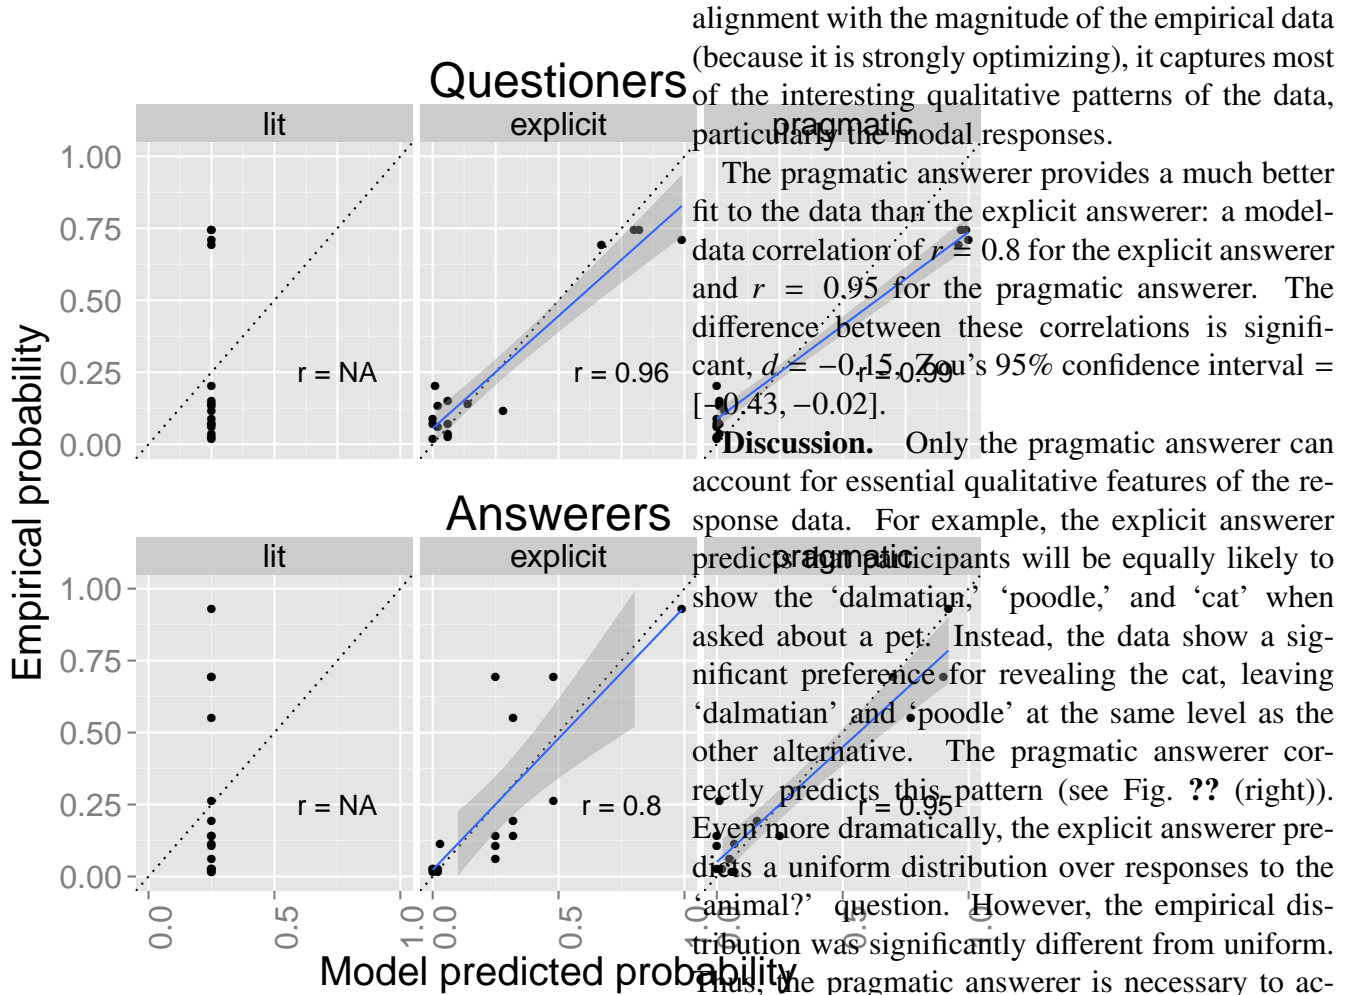 Questioners
lit
explicit
pragmatic
1.00
0.75
0.50
0.25
0.00
r = NA
r = 0.96
r = 0.99
Answerers
lit
explicit
pragmatic
1.00
0.75
0.50
0.25
0.00
r = NA
r = 0.8
r = 0.95
0.0
0.5
1.0
0.0
0.5
1.0
0.0
0.5
1.0
Empirical probability
Model predicted probability
alignment with the magnitude of the empirical data
(because it is strongly optimizing), it captures most
of the interesting qualitative patterns of the data,
particularly the modal responses.
The pragmatic answerer provides a much better
fit to the data than the explicit answerer: a model-
data correlation of r = 0.8 for the explicit answerer
and r = 0.95 for the pragmatic answerer. The
difference between these correlations is signifi-
cant, d = −0.15, Zou's 95% confidence interval =
[−0.43, −0.02].
Discussion. Only the pragmatic answerer can
account for essential qualitative features of the re-
sponse data. For example, the explicit answerer
predicts that participants will be equally likely to
show the ‘dalmatian,’ ‘poodle,’ and ‘cat’ when
asked about a pet. Instead, the data show a sig-
nificant preference for revealing the cat, leaving
‘dalmatian’ and ‘poodle’ at the same level as the
other alternative. The pragmatic answerer cor-
rectly predicts this pattern (see Fig. ?? (right)).
Even more dramatically, the explicit answerer pre-
dicts a uniform distribution over responses to the
‘animal?’ question. However, the empirical dis-
tribution was significantly different from uniform.
Thus, the pragmatic answerer is necessary to ac-